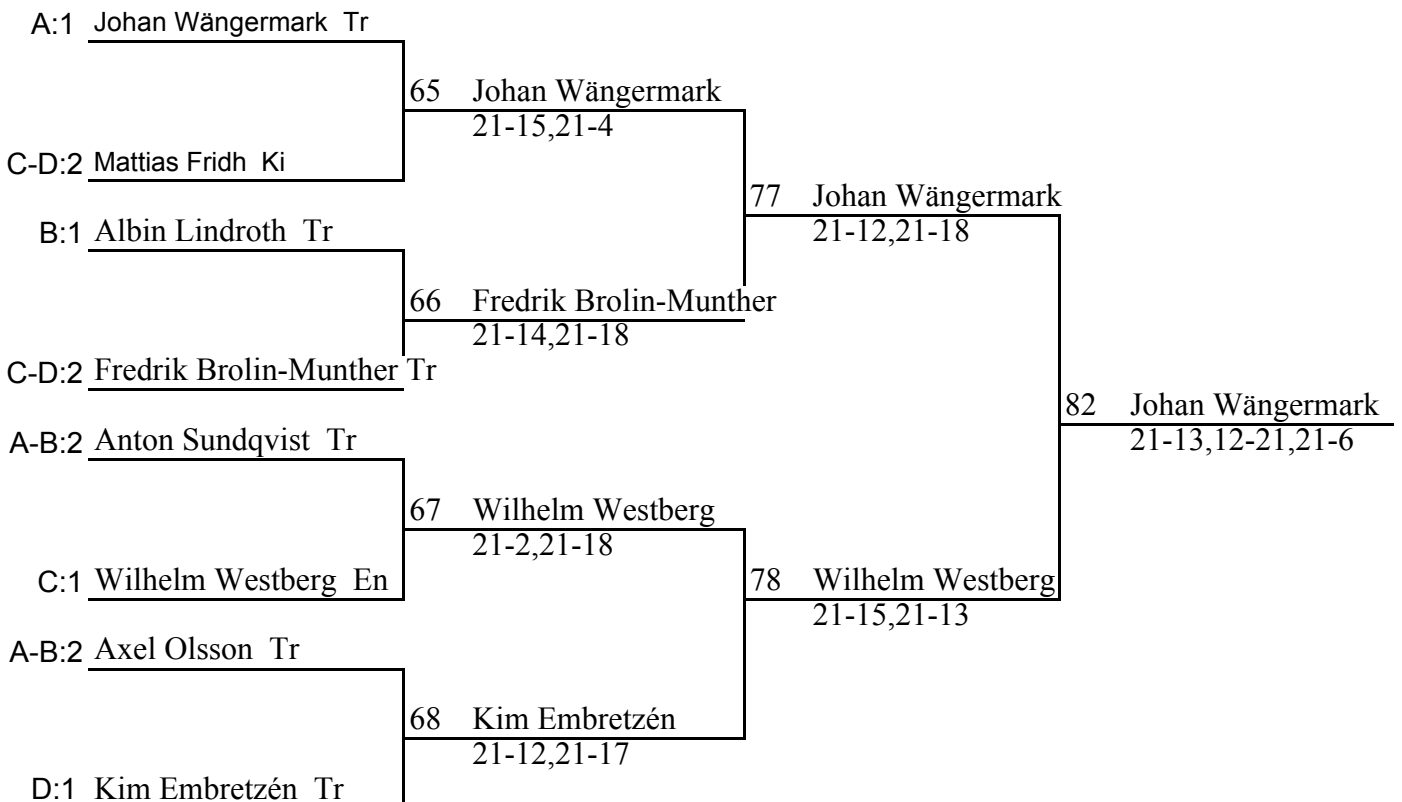 A:1 Johan Wängermark Tr
65 Johan Wängermark
21-15,21-4
C-D:2 Mattias Fridh Ki
77 Johan Wängermark
21-12,21-18
B:1 Albin Lindroth Tr
66 Fredrik Brolin-Munther
21-14,21-18
C-D:2 Fredrik Brolin-Munther Tr
82 Johan Wängermark
21-13,12-21,21-6
A-B:2 Anton Sundqvist Tr
67 Wilhelm Westberg
21-2,21-18
C:1 Wilhelm Westberg En
78 Wilhelm Westberg
21-15,21-13
A-B:2 Axel Olsson Tr
68 Kim Embretzén
21-12,21-17
D:1 Kim Embretzén Tr